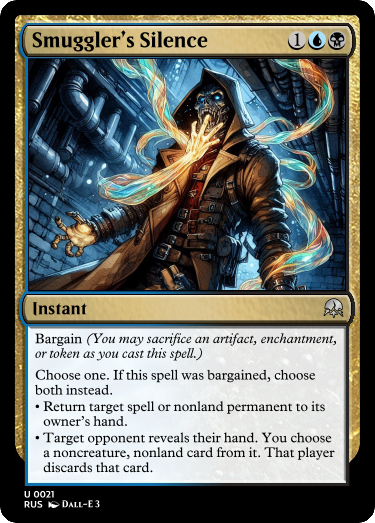 Smuggler's Silence 1
Instant
Bargain (You may sacrifice an artifact, enchantment,
or token as you cast this spell.)
Choose one. If this spell was bargained, choose
both instead.
• Return target spell or nonland permanent to its
owner's hand.
• Target opponent reveals their hand. You choose
a noncreature, nonland card from it. That player
discards that card.
U 0021
RUS DALL-E 3